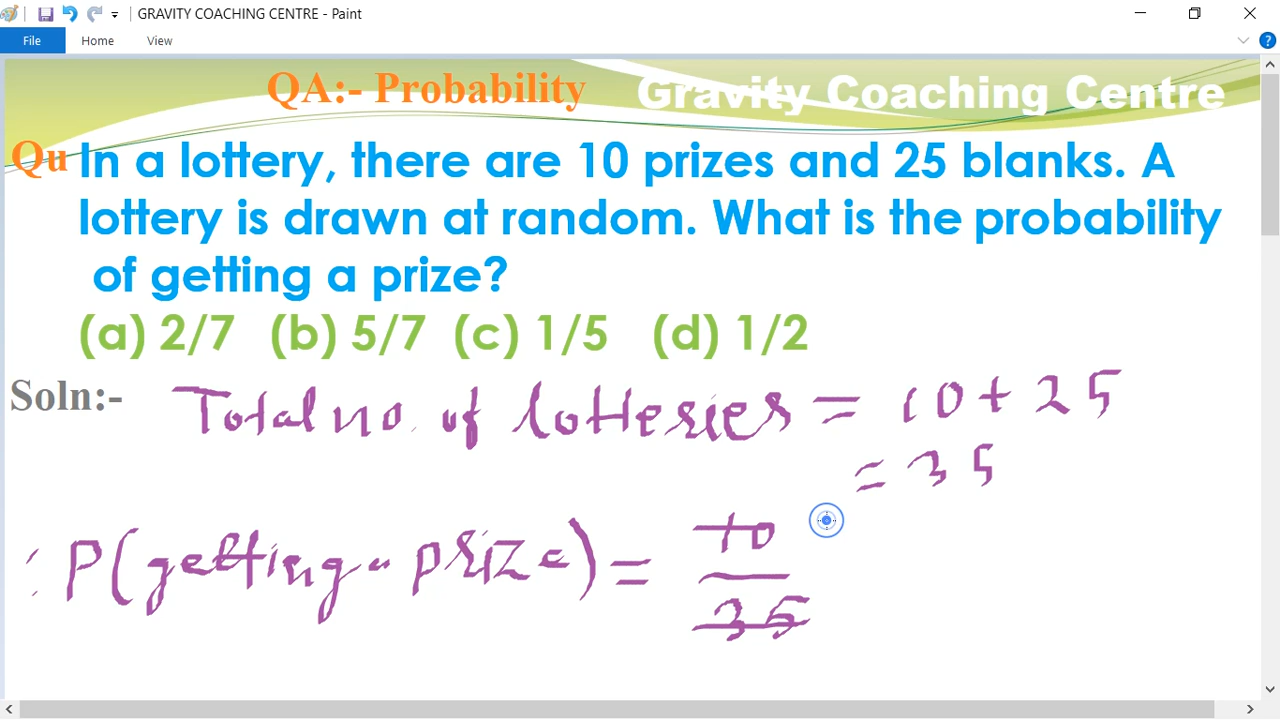 GRAVITY COACHING CENTRE - Paint
File Home View
QA:- Probability Gravity Coaching Centre
Qu In a lottery, there are 10 prizes and 25 blanks. A
lottery is drawn at random. What is the probability
of getting a prize?
(a) 2/7 (b) 5/7 (c) 1/5 (d) 1/2
Soln:- Total no. of lotteries = 10 + 25
= 35
∴ P(getting a prize) = 10/35